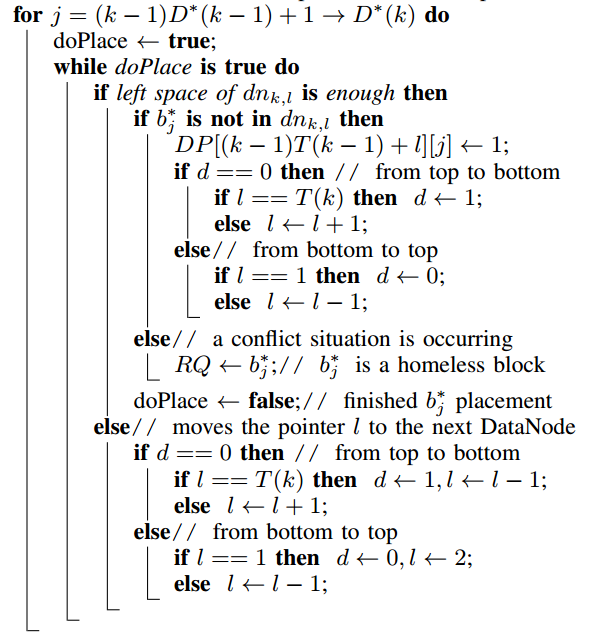 for j = (k − 1)D*(k − 1) + 1 → D*(k) do
doPlace ← true;
while doPlace is true do
if left space of dn_{k,l} is enough then
if b*_j is not in dn_{k,l} then
DP[(k − 1)T(k − 1) + l][j] ← 1;
if d == 0 then // from top to bottom
if l == T(k) then d ← 1;
else l ← l + 1;
else// from bottom to top
if l == 1 then d ← 0;
else l ← l − 1;
else// a conflict situation is occurring
RQ ← b*_j;// b*_j is a homeless block
doPlace ← false;// finished b*_j placement
else// moves the pointer l to the next DataNode
if d == 0 then // from top to bottom
if l == T(k) then d ← 1, l ← l − 1;
else l ← l + 1;
else// from bottom to top
if l == 1 then d ← 0, l ← 2;
else l ← l − 1;